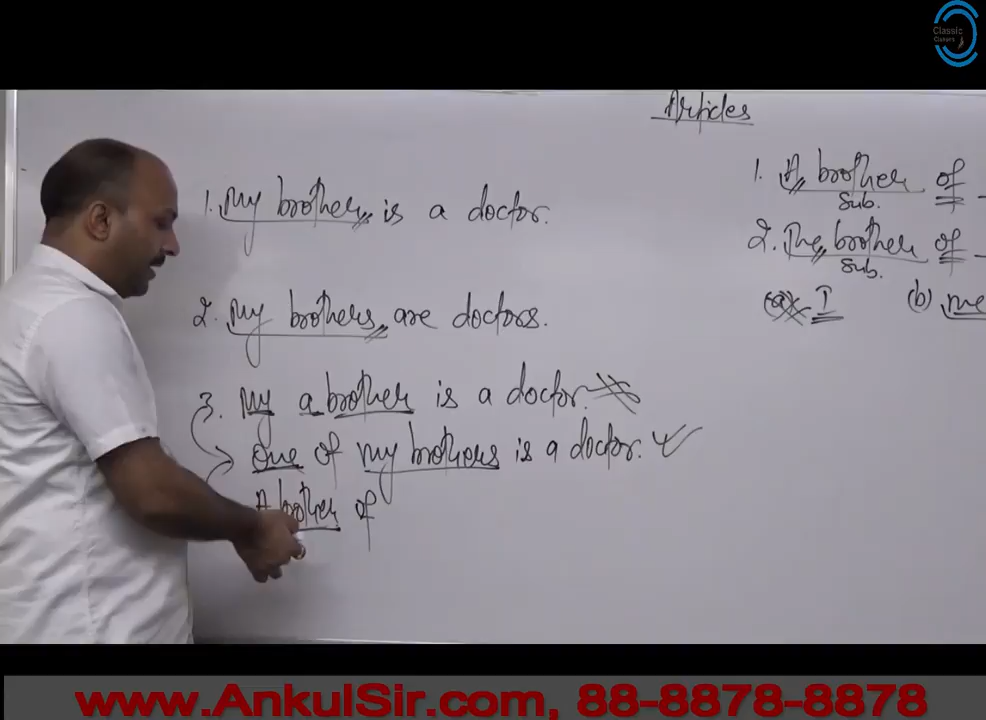 Classic
Classes
Articles
1. My brother is a doctor.
2. My brothers are doctors.
3. My a brother is a doctor.
One of my brothers is a doctor.
A brother of
1. A brother of
Sub.
2. The brother of
Sub.
(a) I (b) me
www.AnkulSir.com, 88-8878-8878